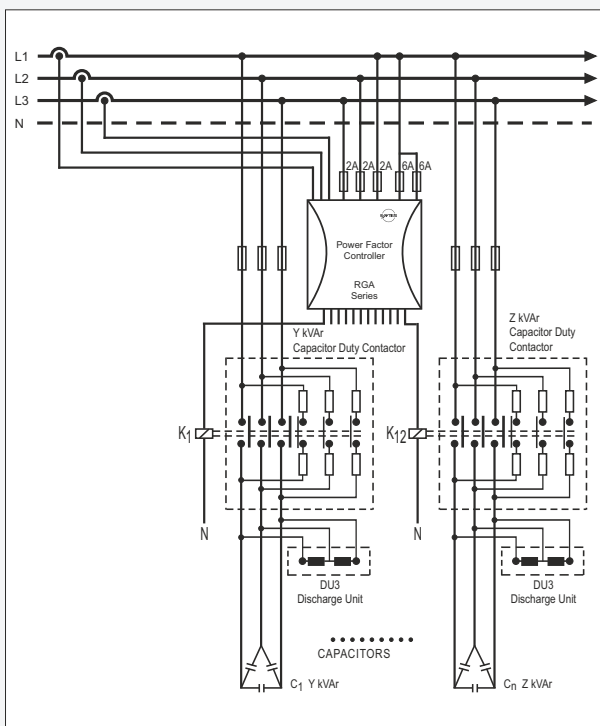 L1
L2
L3
N
2A 2A 2A 6A 6A
Power Factor
Controller
RGA
Series
Y kVAr
Capacitor Duty Contactor
Z kVAr
Capacitor Duty
Contactor
K1
K12
N
N
DU3
Discharge Unit
DU3
Discharge Unit
CAPACITORS
C1 Y kVAr
Cn Z kVAr